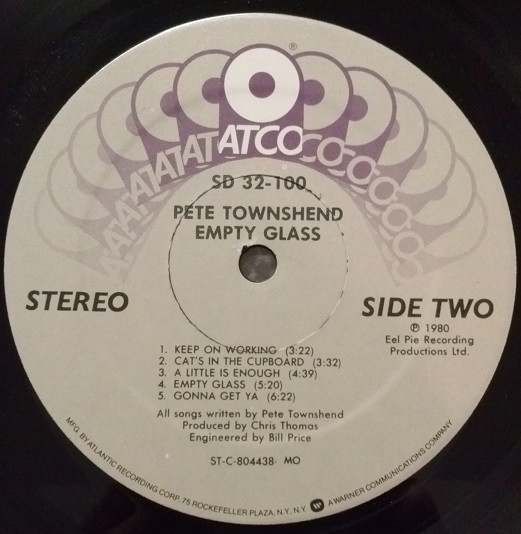 ®
ATATATATATCOCOCOCOCO
SD 32-100
PETE TOWNSHEND
EMPTY GLASS
STEREO
SIDE TWO
℗ 1980
Eel Pie Recording
Productions Ltd.
1. KEEP ON WORKING (3:22)
2. CAT'S IN THE CUPBOARD (3:32)
3. A LITTLE IS ENOUGH (4:39)
4. EMPTY GLASS (5:20)
5. GONNA GET YA (6:22)
All songs written by Pete Townshend
Produced by Chris Thomas
Engineered by Bill Price
ST-C-804438 MO
MFG. BY ATLANTIC RECORDING CORP. 75 ROCKEFELLER PLAZA, N.Y. N.Y. W A WARNER COMMUNICATIONS COMPANY